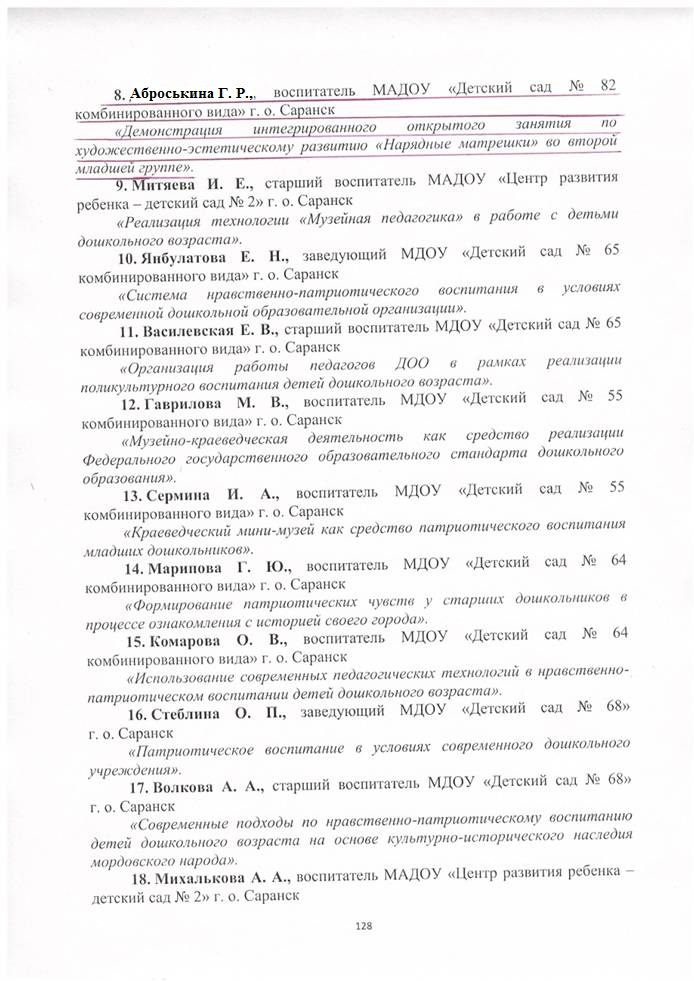 8. Аброськина Г. Р., воспитатель МАДОУ «Детский сад № 82
комбинированного вида» г. о. Саранск
«Демонстрация интегрированного открытого занятия по
художественно-эстетическому развитию «Нарядные матрешки» во второй
младшей группе».
9. Митяева И. Е., старший воспитатель МАДОУ «Центр развития
ребенка – детский сад № 2» г. о. Саранск
«Реализация технологии «Музейная педагогика» в работе с детьми
дошкольного возраста».
10. Янбулатова Е. Н., заведующий МДОУ «Детский сад № 65
комбинированного вида» г. о. Саранск
«Система нравственно-патриотического воспитания в условиях
современной дошкольной образовательной организации».
11. Василевская Е. В., старший воспитатель МДОУ «Детский сад № 65
комбинированного вида» г. о. Саранск
«Организация работы педагогов ДОО в рамках реализации
поликультурного воспитания детей дошкольного возраста».
12. Гаврилова М. В., воспитатель МДОУ «Детский сад № 55
комбинированного вида» г. о. Саранск
«Музейно-краеведческая деятельность как средство реализации
Федерального государственного образовательного стандарта дошкольного
образования».
13. Сермина И. А., воспитатель МДОУ «Детский сад № 55
комбинированного вида» г. о. Саранск
«Краеведческий мини-музей как средство патриотического воспитания
младших дошкольников».
14. Марипова Г. Ю., воспитатель МДОУ «Детский сад № 64
комбинированного вида» г. о. Саранск
«Формирование патриотических чувств у старших дошкольников в
процессе ознакомления с историей своего города».
15. Комарова О. В., воспитатель МДОУ «Детский сад № 64
комбинированного вида» г. о. Саранск
«Использование современных педагогических технологий в нравственно-
патриотическом воспитании детей дошкольного возраста».
16. Стеблина О. П., заведующий МДОУ «Детский сад № 68»
г. о. Саранск
«Патриотическое воспитание в условиях современного дошкольного
учреждения».
17. Волкова А. А., старший воспитатель МДОУ «Детский сад № 68»
г. о. Саранск
«Современные подходы по нравственно-патриотическому воспитанию
детей дошкольного возраста на основе культурно-исторического наследия
мордовского народа».
18. Михалькова А. А., воспитатель МАДОУ «Центр развития ребенка –
детский сад № 2» г. о. Саранск
128